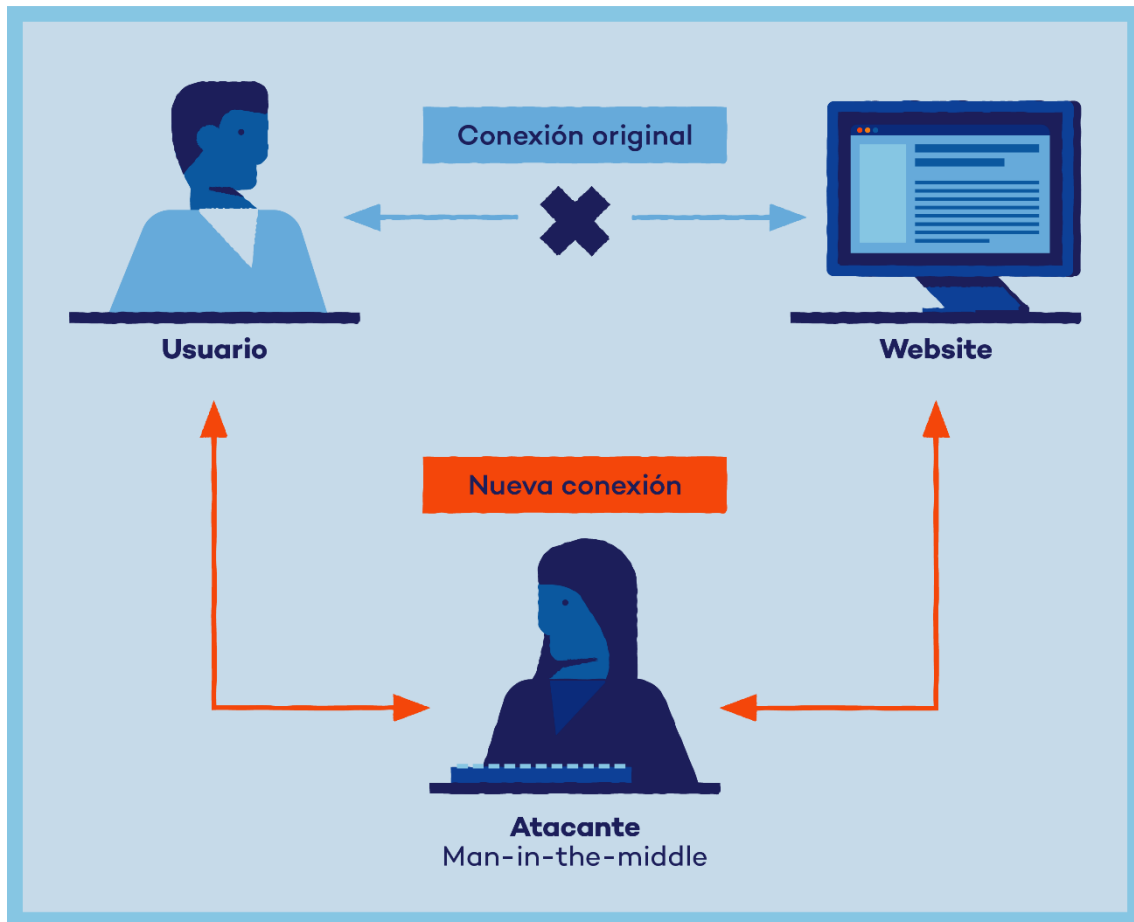 Conexión original
Usuario
Website
Nueva conexión
Atacante
Man-in-the-middle